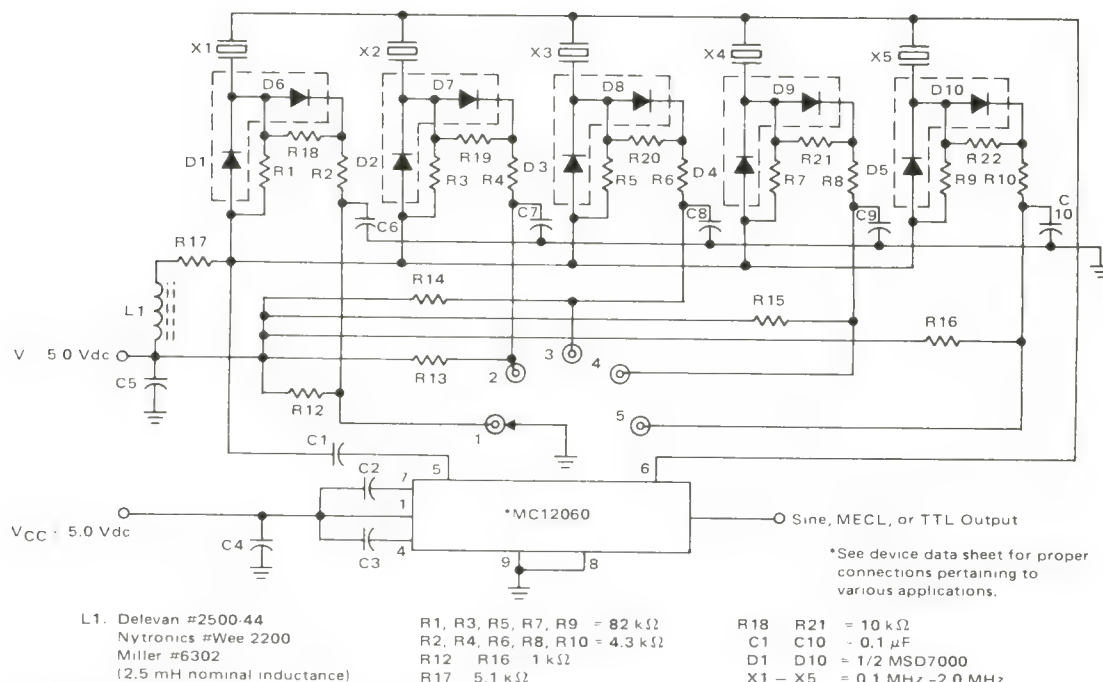 X1
X2
X3
X4
X5
D6
D7
D8
D9
D10
R18
R19
R20
R21
R22
D1
R1
R2
D2
R3
R4
D3
R5
R6
D4
R7
R8
D5
R9
R10
C6
C7
C8
C9
C
10
R17
R14
L1
R15
R16
V 5.0 Vdc
3
4
C5
R13
2
R12
5
1
C1
5
6
C2
7
1
*MC12060
Sine, MECL, or TTL Output
VCC · 5.0 Vdc
C4
C3
4
9
8
*See device data sheet for proper
connections pertaining to
various applications.
L1. Delevan #2500-44
Nytronics #Wee 2200
Miller #6302
(2.5 mH nominal inductance)
R1, R3, R5, R7, R9 = 82 kΩ
R2, R4, R6, R8, R10 = 4.3 kΩ
R12 R16 1 kΩ
R17 5.1 kΩ
R18 R21 = 10 kΩ
C1 C10 - 0.1 μF
D1 D10 = 1/2 MSD7000
X1 – X5 = 0.1 MHz -2.0 MHz